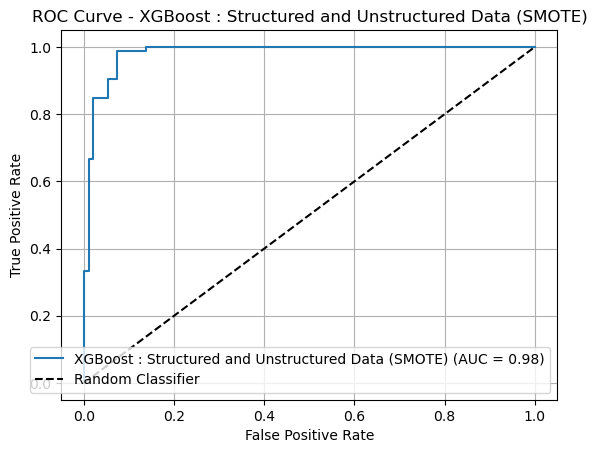 ROC Curve - XGBoost : Structured and Unstructured Data (SMOTE)
1.0
0.8
0.6
0.4
0.2
0.0
True Positive Rate
XGBoost : Structured and Unstructured Data (SMOTE) (AUC = 0.98)
Random Classifier
0.0 0.2 0.4 0.6 0.8 1.0
False Positive Rate